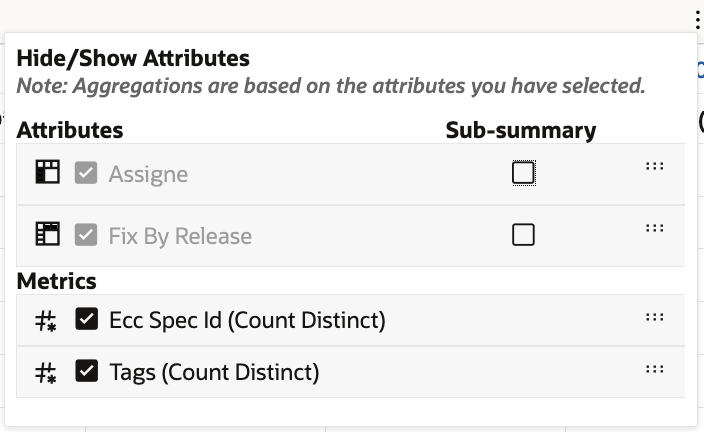 Hide/Show Attributes
Note: Aggregations are based on the attributes you have selected.
Attributes Sub-summary
Assigne
Fix By Release
Metrics
Ecc Spec Id (Count Distinct)
Tags (Count Distinct)